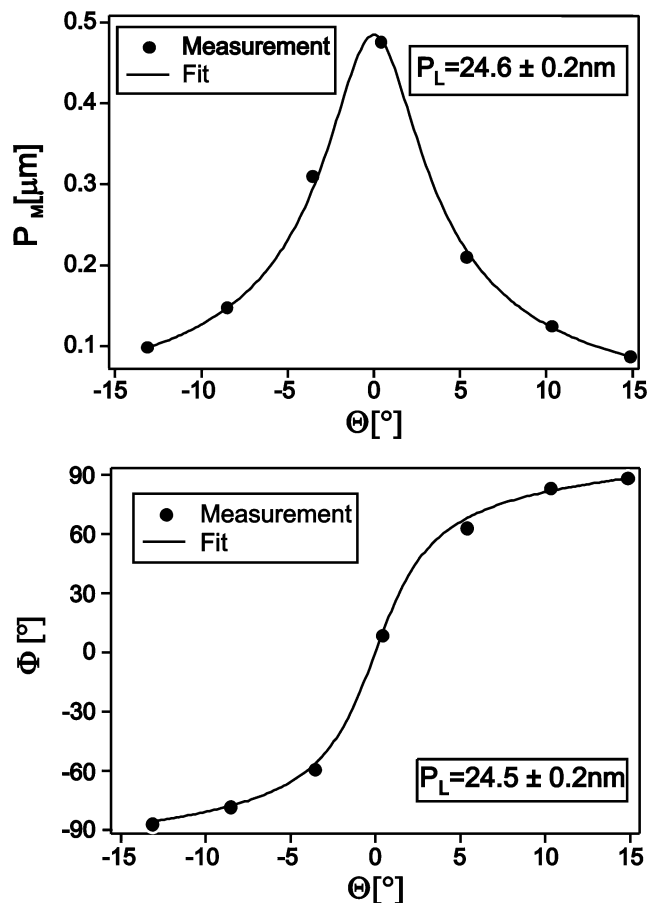 0.5
Measurement
Fit
P_L=24.6 ± 0.2nm
0.4
0.3
0.2
0.1
P_M[μm]
-15 -10 -5 0 5 10 15
Θ[°]
90
Measurement
Fit
60
30
0
-30
-60
-90
Φ [°]
P_L=24.5 ± 0.2nm
-15 -10 -5 0 5 10 15
Θ[°]